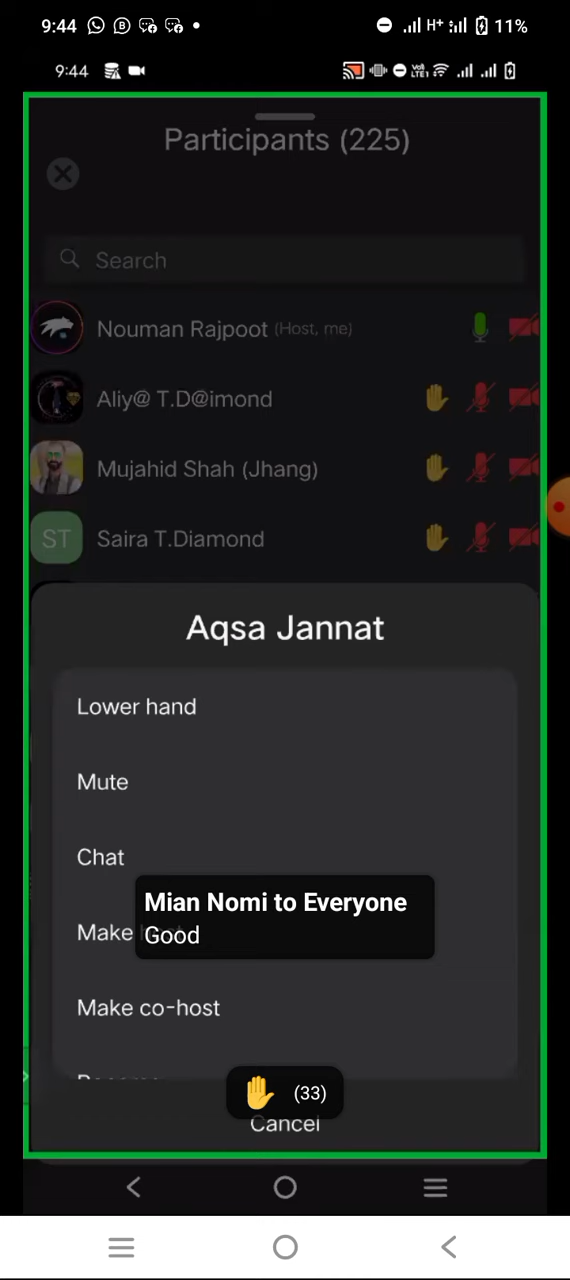 9:44
H+ 11%
9:44
Participants (225)
Search
Nouman Rajpoot (Host, me)
Aliy@ T.D@imond
Mujahid Shah (Jhang)
ST Saira T.Diamond
Aqsa Jannat
Lower hand
Mute
Chat
Mian Nomi to Everyone
Good
Make
Make co-host
(33)
Cancel